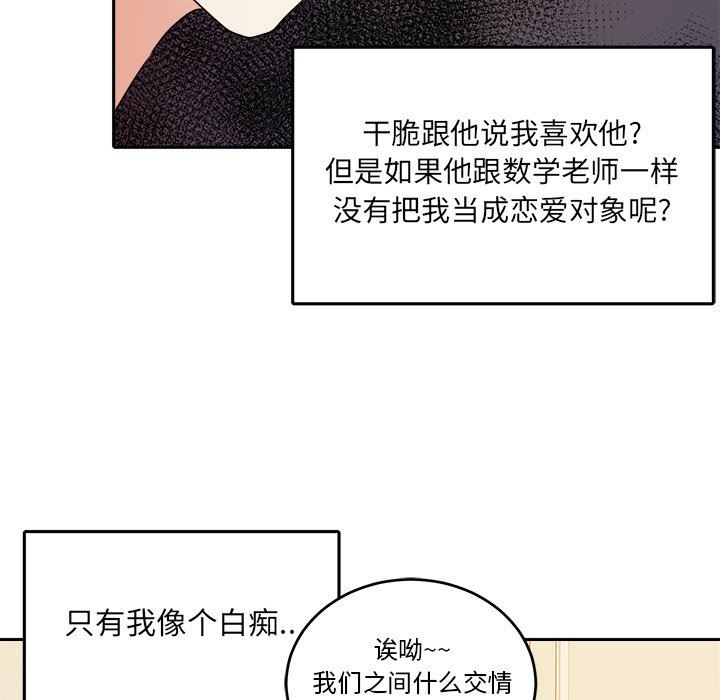 干脆跟他说我喜欢他?
但是如果他跟数学老师一样
没有把我当成恋爱对象呢?
只有我像个白痴..
诶呦~~
我们之间什么交情